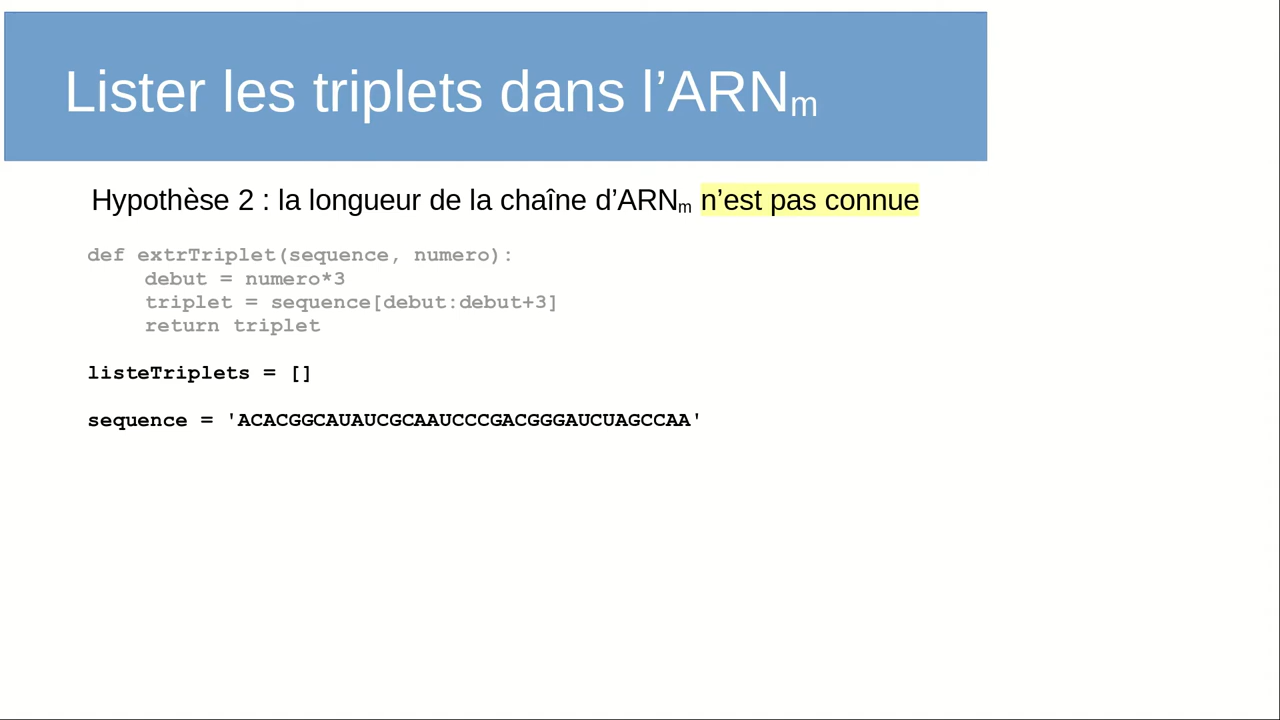 Lister les triplets dans l’ARNm
Hypothèse 2 : la longueur de la chaîne d’ARNm n’est pas connue
def extrTriplet(sequence, numero):
debut = numero*3
triplet = sequence[debut:debut+3]
return triplet
listeTriplets = []
sequence = 'ACACGGCAUAUCGCAAUCCCGACGGGAUCUAGCCAA'